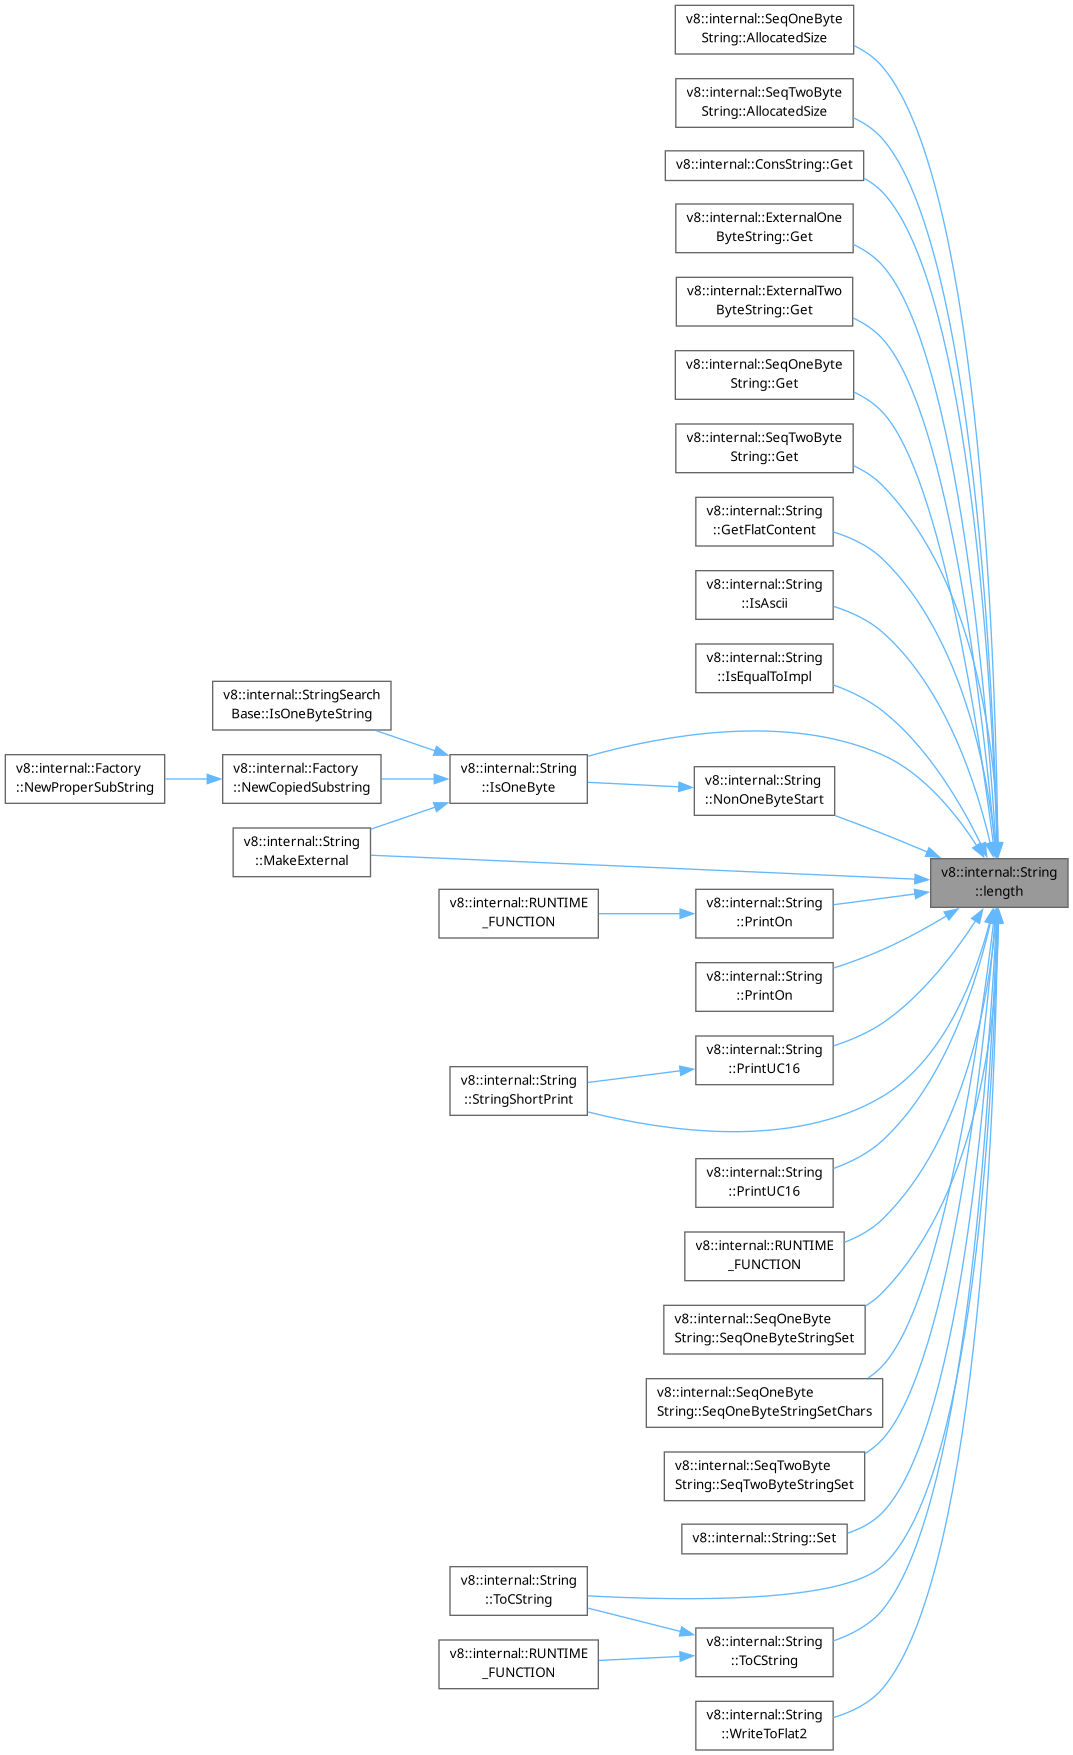 v8::internal::SeqOneByte
String::AllocatedSize
v8::internal::SeqTwoByte
String::AllocatedSize
v8::internal::ConsString::Get
v8::internal::ExternalOne
ByteString::Get
v8::internal::ExternalTwo
ByteString::Get
v8::internal::SeqOneByte
String::Get
v8::internal::SeqTwoByte
String::Get
v8::internal::String
::GetFlatContent
v8::internal::String
::IsAscii
v8::internal::String
::IsEqualToImpl
v8::internal::StringSearch
Base::IsOneByteString
v8::internal::Factory
::NewProperSubString
v8::internal::Factory
::NewCopiedSubstring
v8::internal::String
::IsOneByte
v8::internal::String
::NonOneByteStart
v8::internal::String
::MakeExternal
v8::internal::String
::length
v8::internal::RUNTIME
_FUNCTION
v8::internal::String
::PrintOn
v8::internal::String
::PrintOn
v8::internal::String
::PrintUC16
v8::internal::String
::StringShortPrint
v8::internal::String
::PrintUC16
v8::internal::RUNTIME
_FUNCTION
v8::internal::SeqOneByte
String::SeqOneByteStringSet
v8::internal::SeqOneByte
String::SeqOneByteStringSetChars
v8::internal::SeqTwoByte
String::SeqTwoByteStringSet
v8::internal::String::Set
v8::internal::String
::ToCString
v8::internal::String
::ToCString
v8::internal::RUNTIME
_FUNCTION
v8::internal::String
::WriteToFlat2